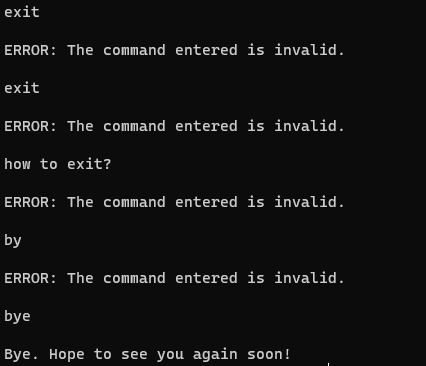 exit
ERROR: The command entered is invalid.
exit
ERROR: The command entered is invalid.
how to exit?
ERROR: The command entered is invalid.
by
ERROR: The command entered is invalid.
bye
Bye. Hope to see you again soon!